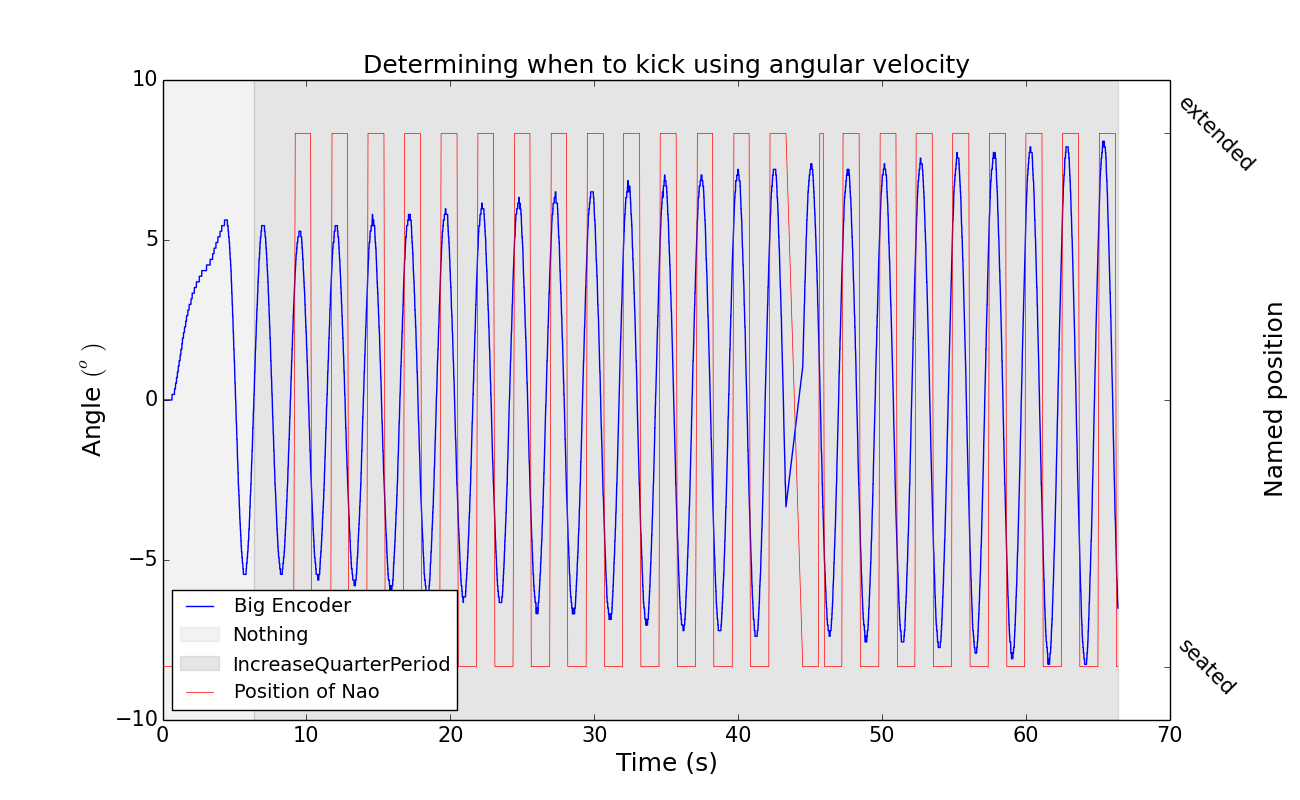 Determining when to kick using angular velocity
10
5
0
−5
−10
Angle (°)
0
10
20
30
40
50
60
70
Time (s)
extended
seated
Named position
Big Encoder
Nothing
IncreaseQuarterPeriod
Position of Nao